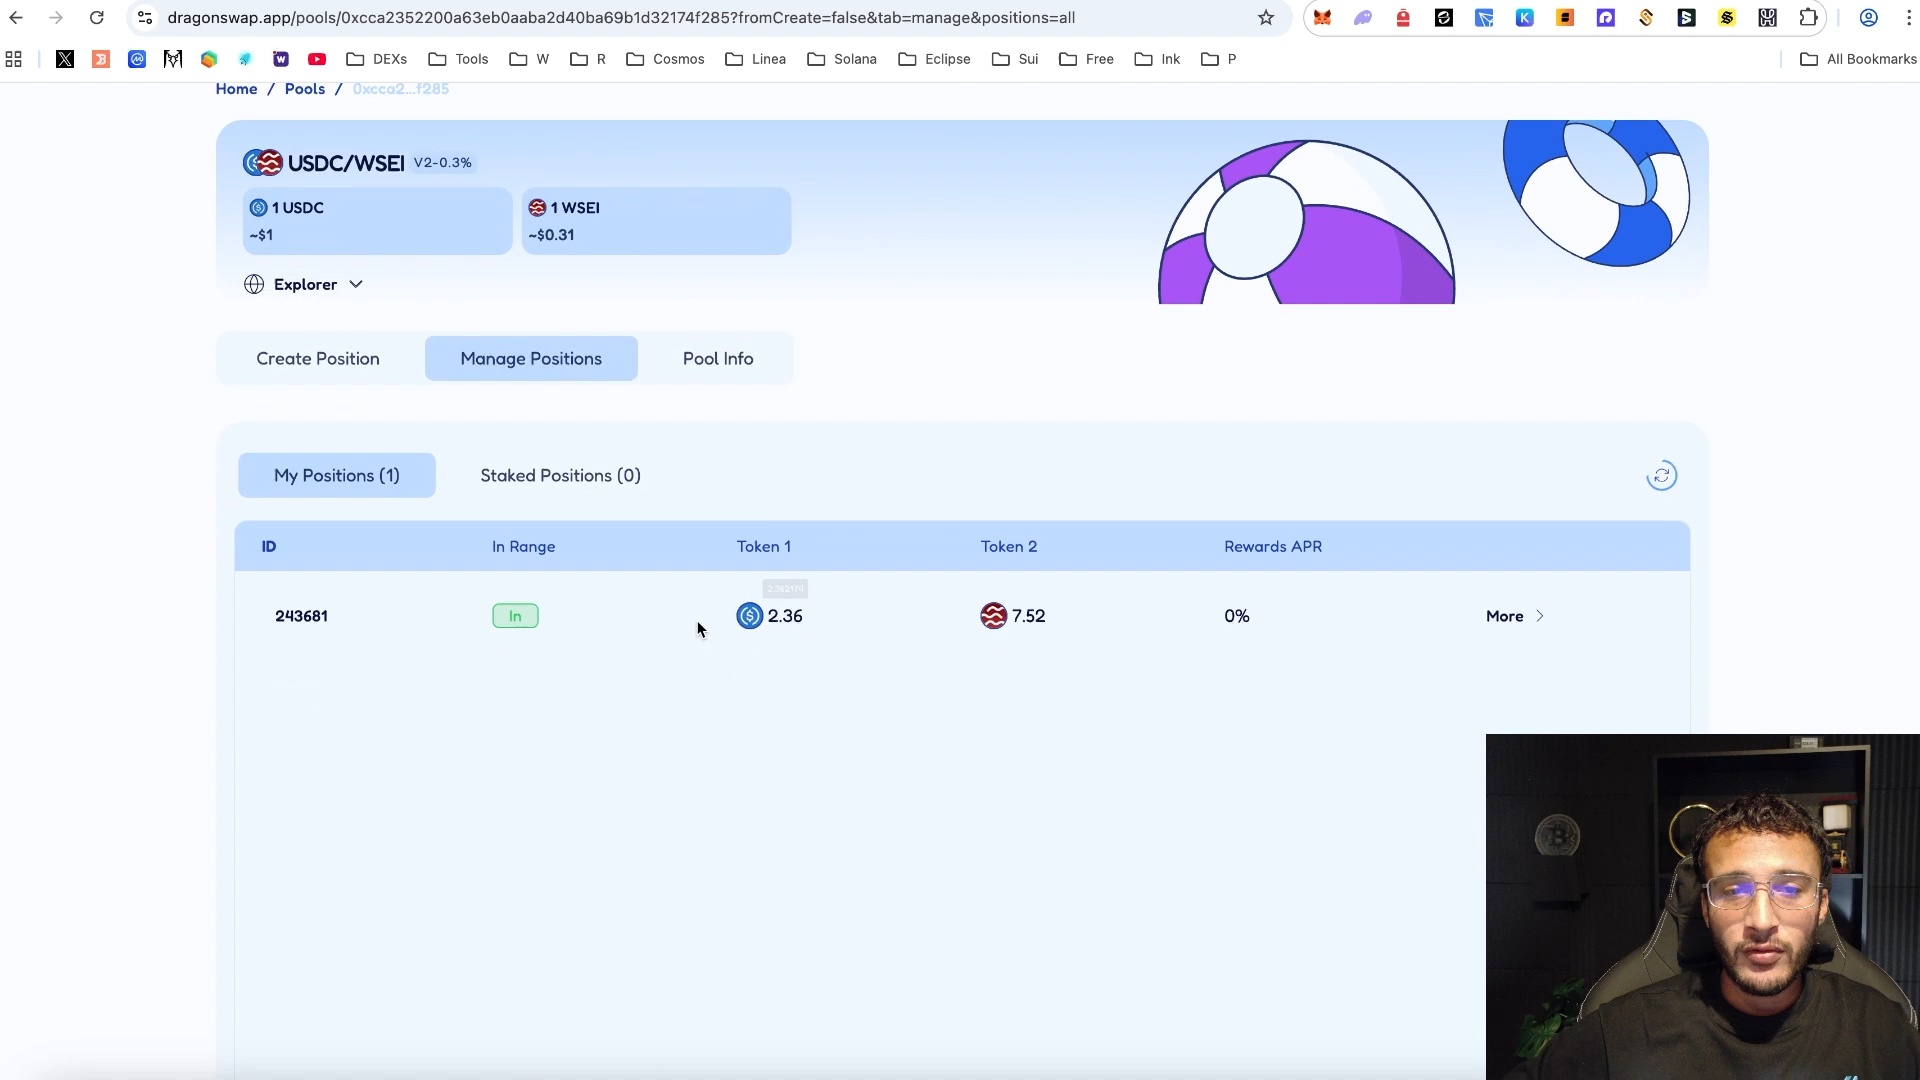 dragonswap.app/pools/0xcca2352200a63eb0aaba2d40ba69b1d32174f285?fromCreate=false&tab=manage&positions=all
DEXs Tools W R Cosmos Linea Solana Eclipse Sui Free Ink P All Bookmarks
Home / Pools / 0xcca2...f285
USDC/WSEI V2-0.3%
1 USDC
~$1
1 WSEI
~$0.31
Explorer
Create Position Manage Positions Pool Info
My Positions (1) Staked Positions (0)
ID In Range Token 1 Token 2 Rewards APR
243681 In 2.36 7.52 0% More